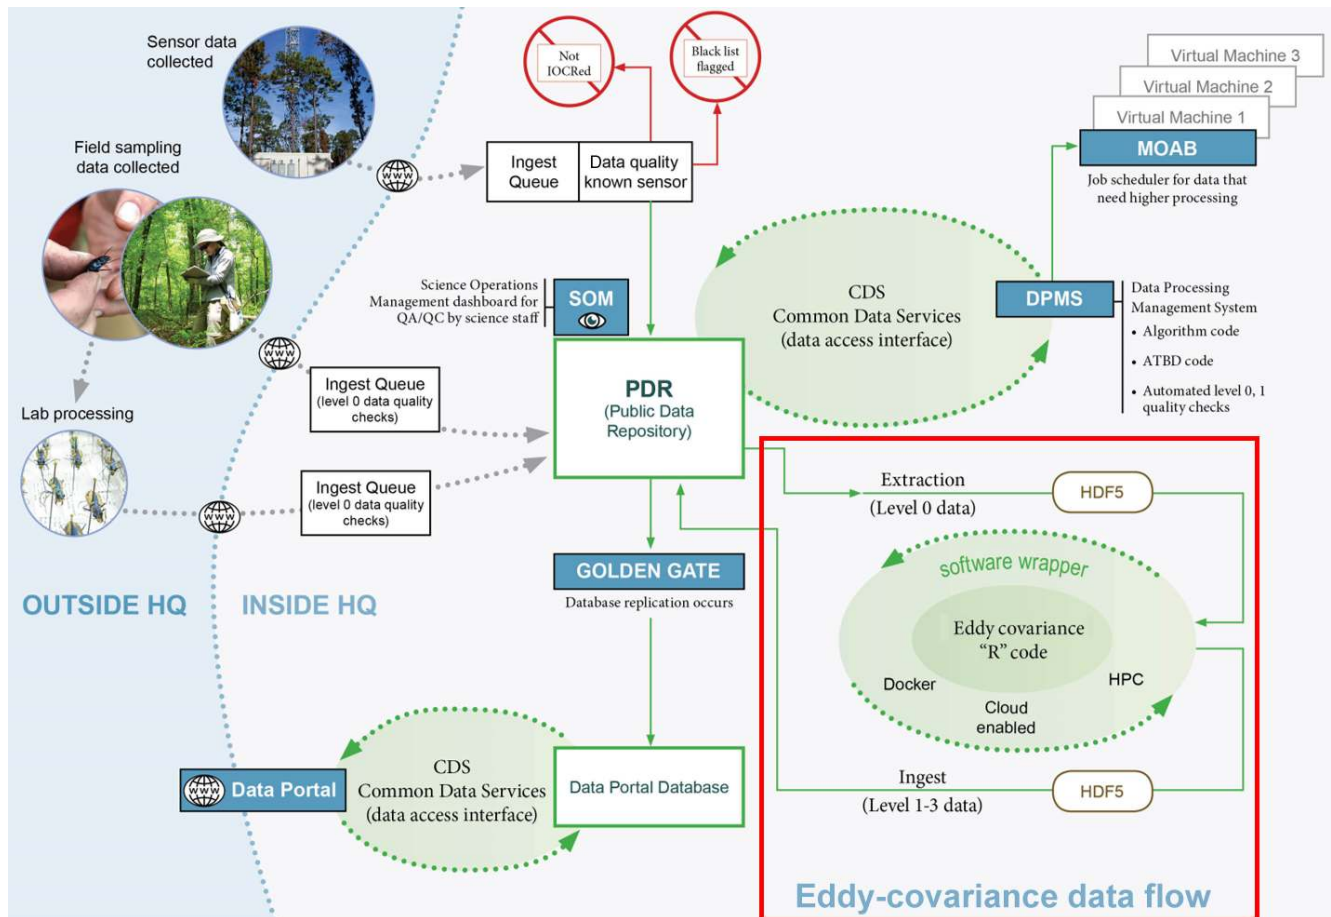 Sensor data
collected
Field sampling
data collected
Lab processing
OUTSIDE HQ
INSIDE HQ
www
www
www
Not
IOCRed
Black list
flagged
Ingest
Queue
Data quality
known sensor
Virtual Machine 3
Virtual Machine 2
Virtual Machine 1
MOAB
Job scheduler for data that
need higher processing
Science Operations
Management dashboard for
QA/QC by science staff
SOM
CDS
Common Data Services
(data access interface)
DPMS
Data Processing
Management System
• Algorithm code
• ATBD code
• Automated level 0, 1
quality checks
Ingest Queue
(level 0 data quality
checks)
Ingest Queue
(level 0 data quality
checks)
PDR
(Public Data
Repository)
GOLDEN GATE
Database replication occurs
Extraction
(Level 0 data)
HDF5
software wrapper
Eddy covariance
“R” code
Docker
Cloud
enabled
HPC
Ingest
(Level 1-3 data)
HDF5
www
Data Portal
CDS
Common Data Services
(data access interface)
Data Portal Database
Eddy-covariance data flow